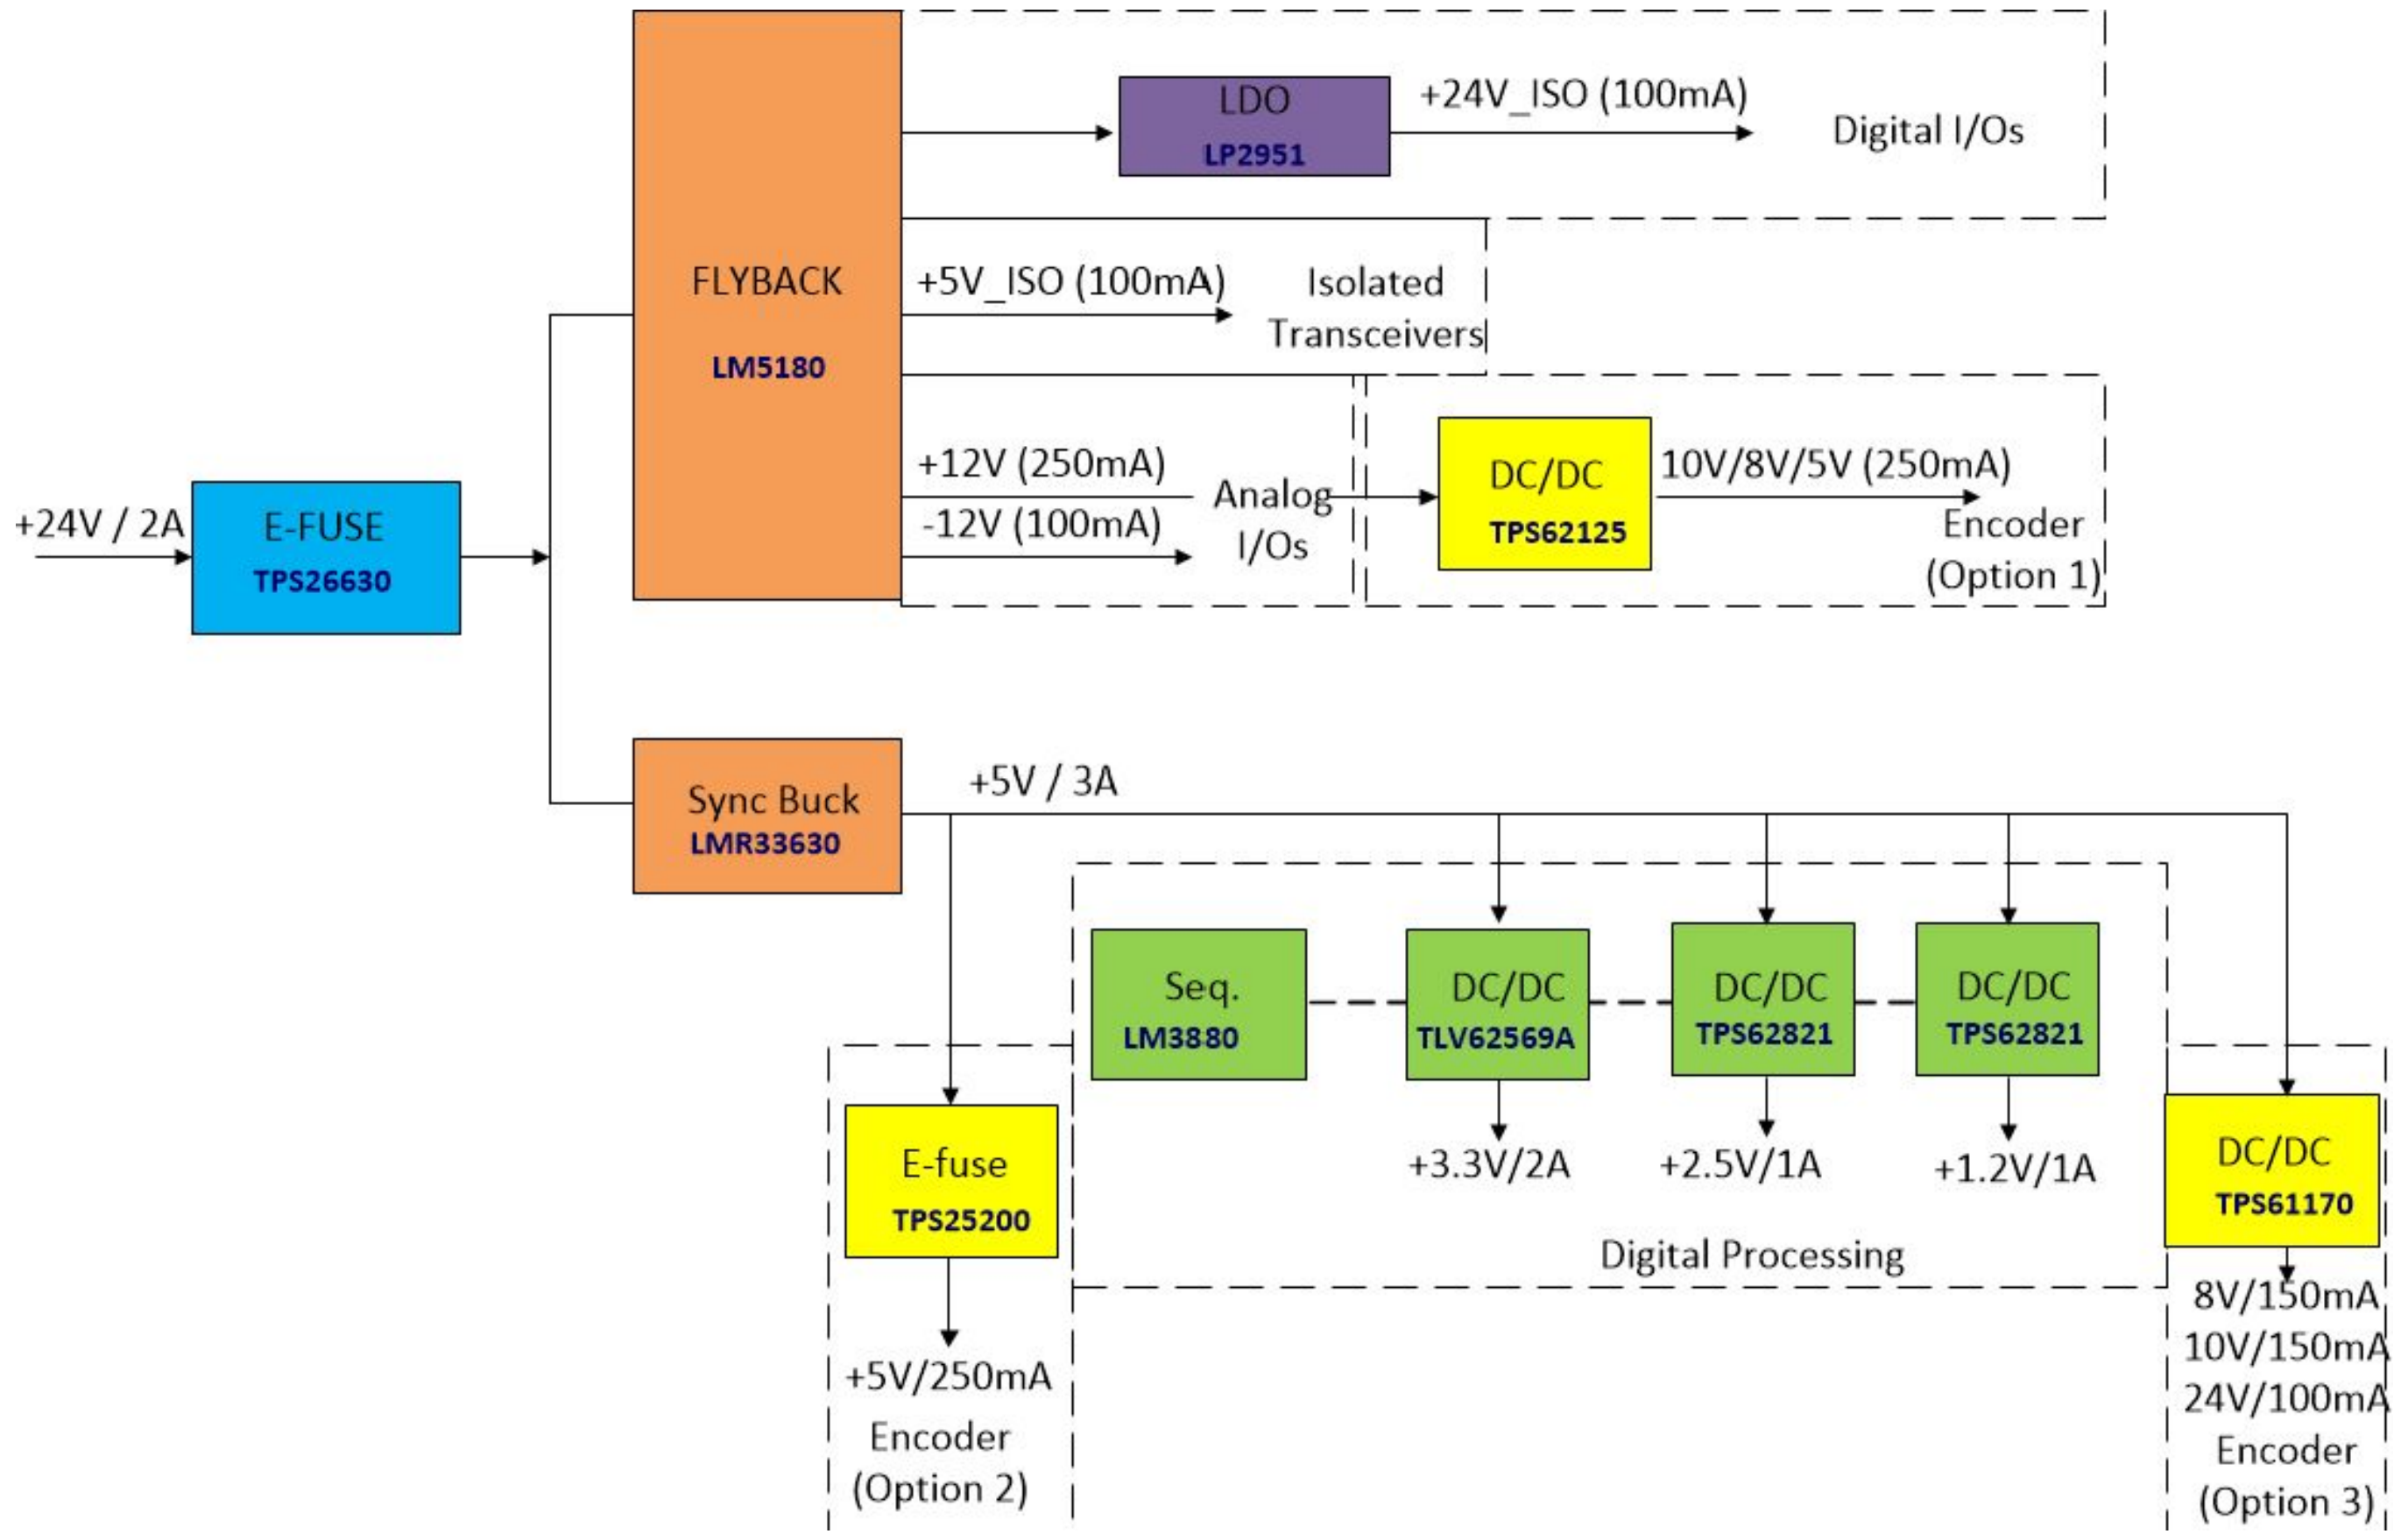 LDO
LP2951
+24V_ISO (100mA)
Digital I/Os
FLYBACK
LM5180
+5V_ISO (100mA)
Isolated
Transceivers
+12V (250mA)
-12V (100mA)
Analog
I/Os
DC/DC
TPS62125
10V/8V/5V (250mA)
Encoder
(Option 1)
+24V / 2A
E-FUSE
TPS26630
Sync Buck
LMR33630
+5V / 3A
Seq.
LM3880
DC/DC
TLV62569A
DC/DC
TPS62821
DC/DC
TPS62821
+3.3V/2A
+2.5V/1A
+1.2V/1A
Digital Processing
E-fuse
TPS25200
+5V/250mA
Encoder
(Option 2)
DC/DC
TPS61170
8V/150mA
10V/150mA
24V/100mA
Encoder
(Option 3)